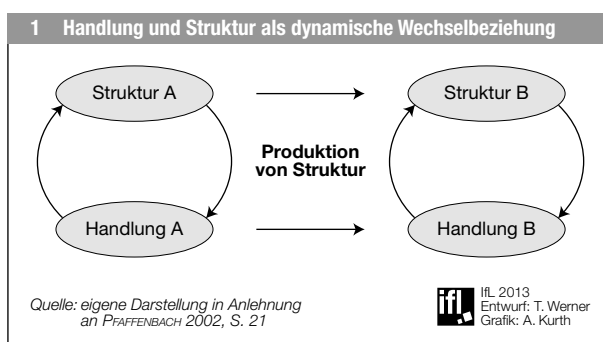 1 Handlung und Struktur als dynamische Wechselbeziehung
Struktur A
Struktur B
Produktion
von Struktur
Handlung A
Handlung B
Quelle: eigene Darstellung in Anlehnung
an PFAFFENBACH 2002, S. 21
ifl
IfL 2013
Entwurf: T. Werner
Grafik: A. Kurth